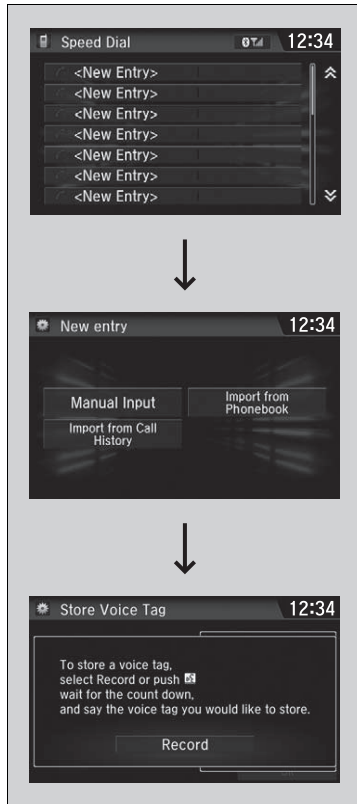 Speed Dial
12:34
<New Entry>
<New Entry>
<New Entry>
<New Entry>
<New Entry>
<New Entry>
<New Entry>
New entry
12:34
Manual Input
Import from
Phonebook
Import from Call
History
Store Voice Tag
12:34
To store a voice tag,
select Record or push
wait for the count down,
and say the voice tag you would like to store.
Record